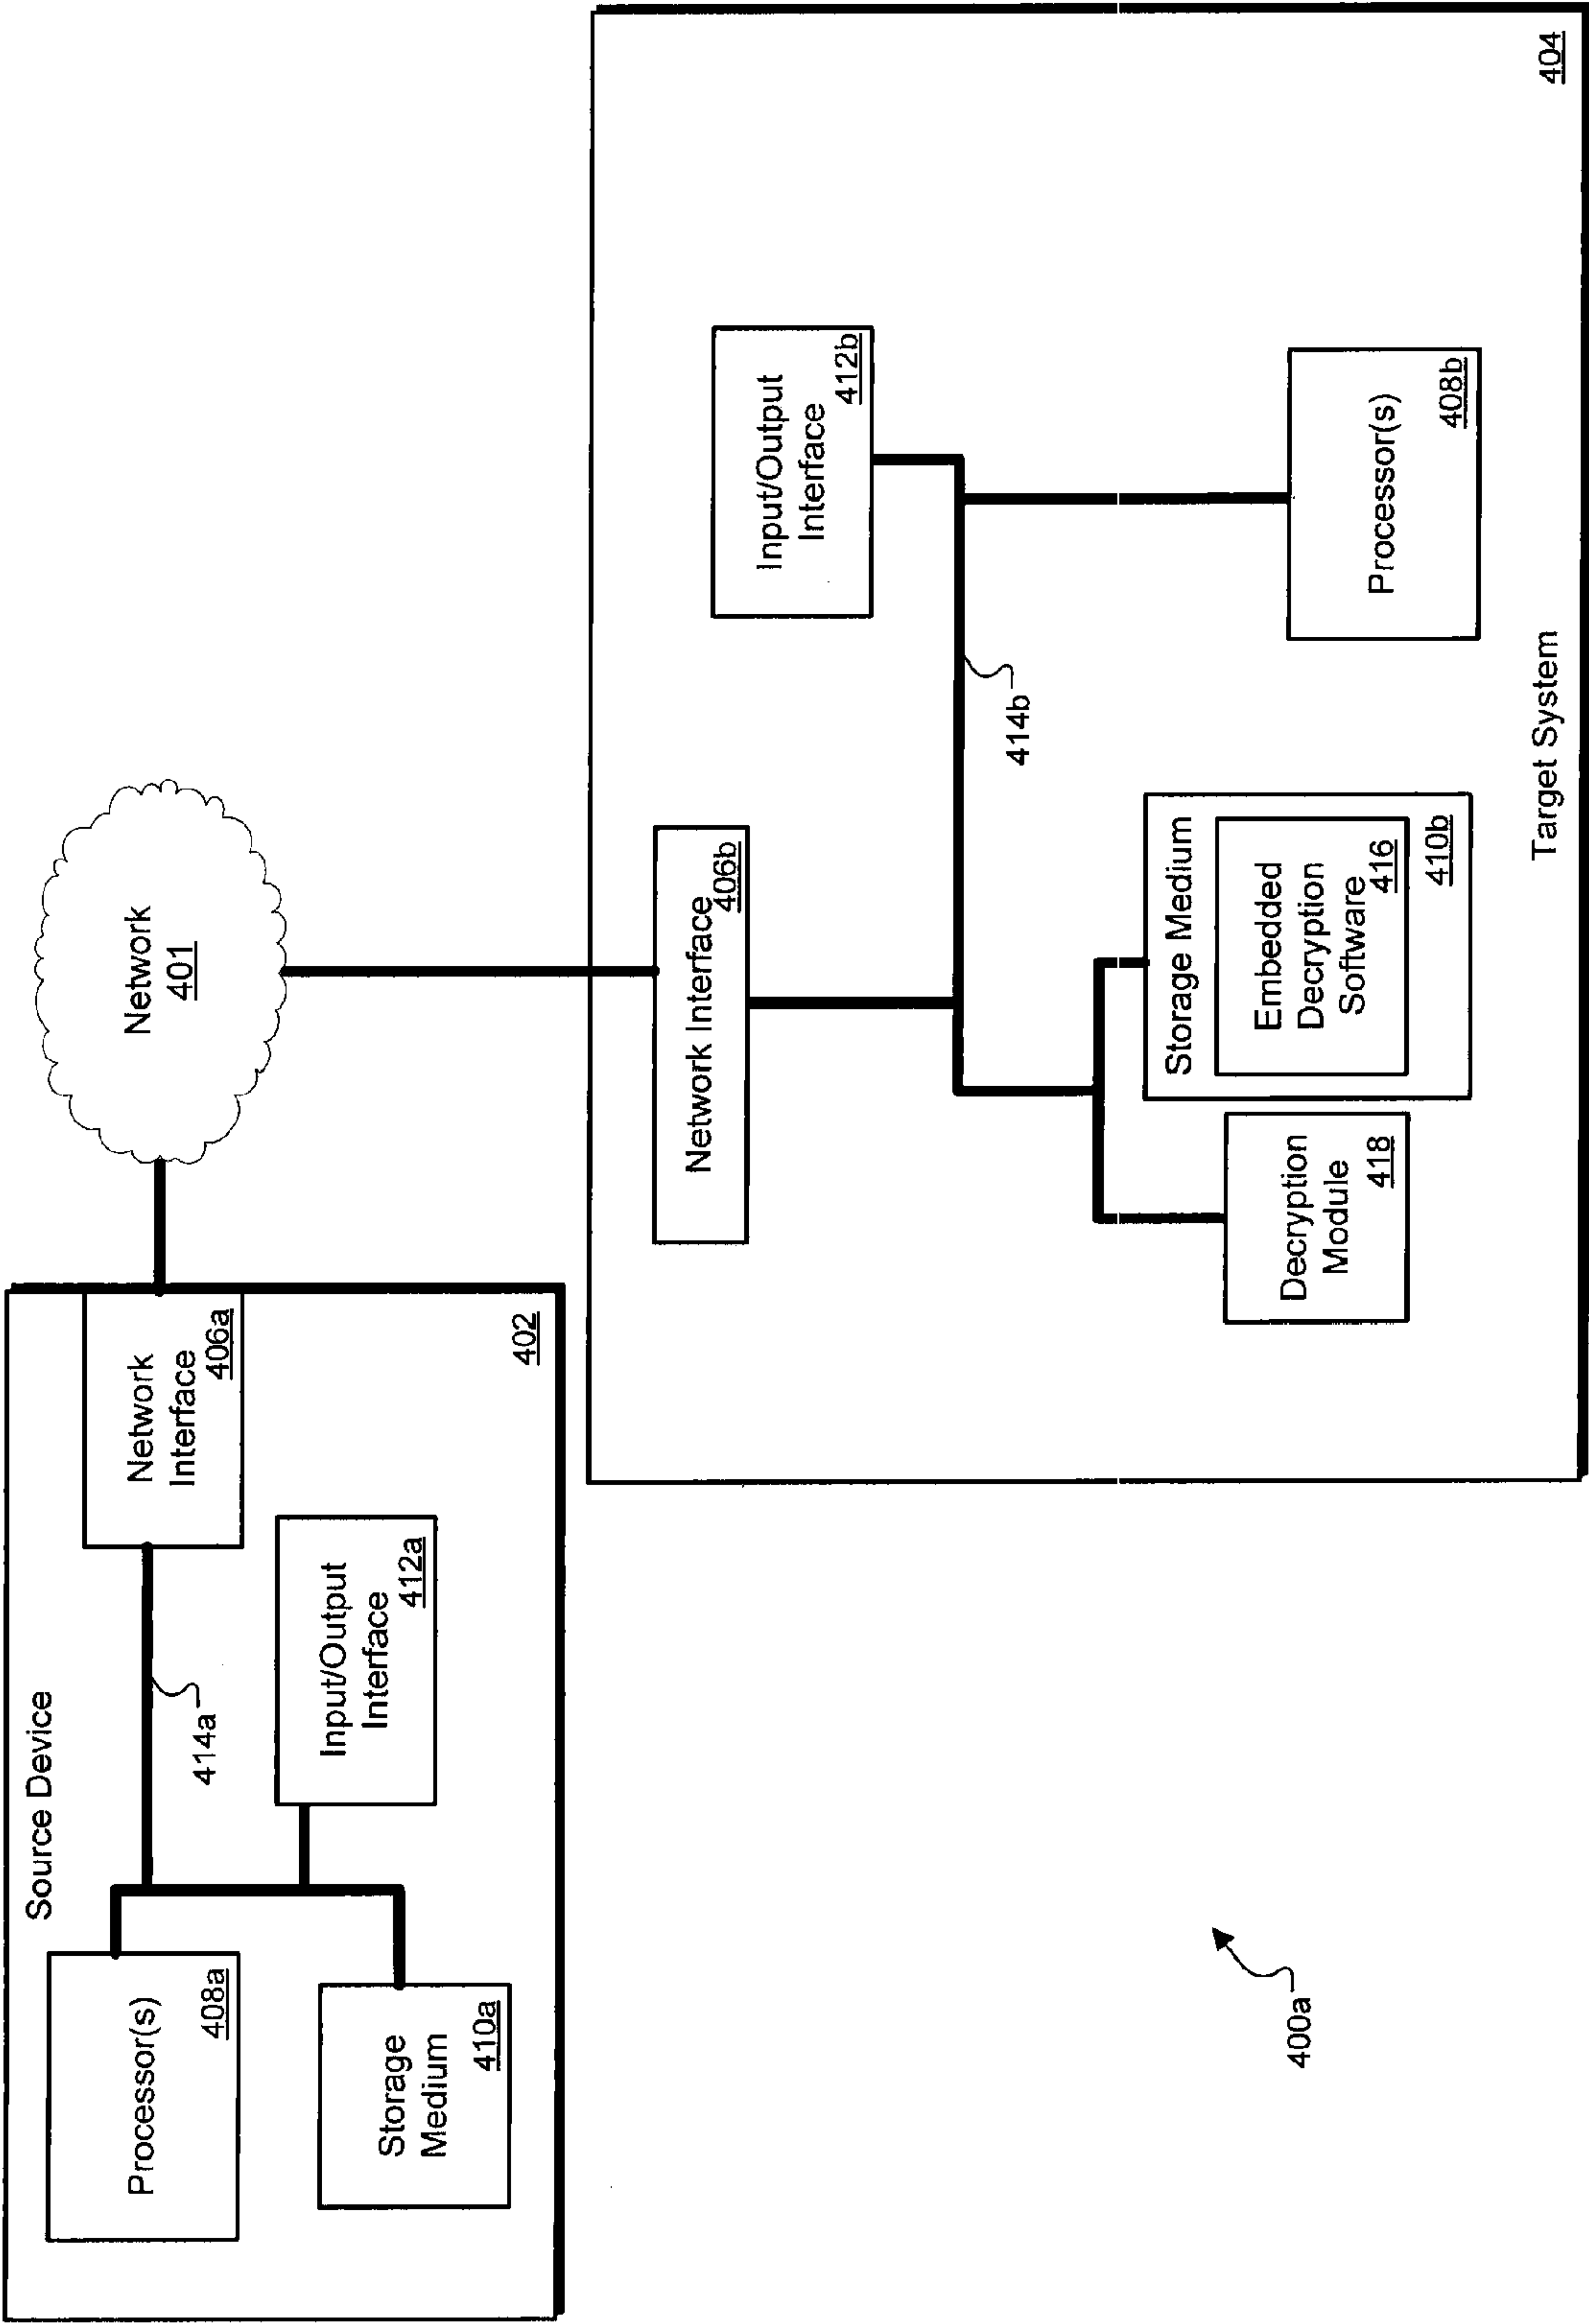 Source Device
Processor(s)
408a
Storage
Medium
410a
414a
Input/Output
Interface
412a
Network
Interface
406a
402
Network
401
Network Interface
406b
Input/Output
Interface
412b
414b
Decryption
Module
418
Storage Medium
Embedded
Decryption
Software
416
410b
Processor(s)
408b
Target System
404
400a